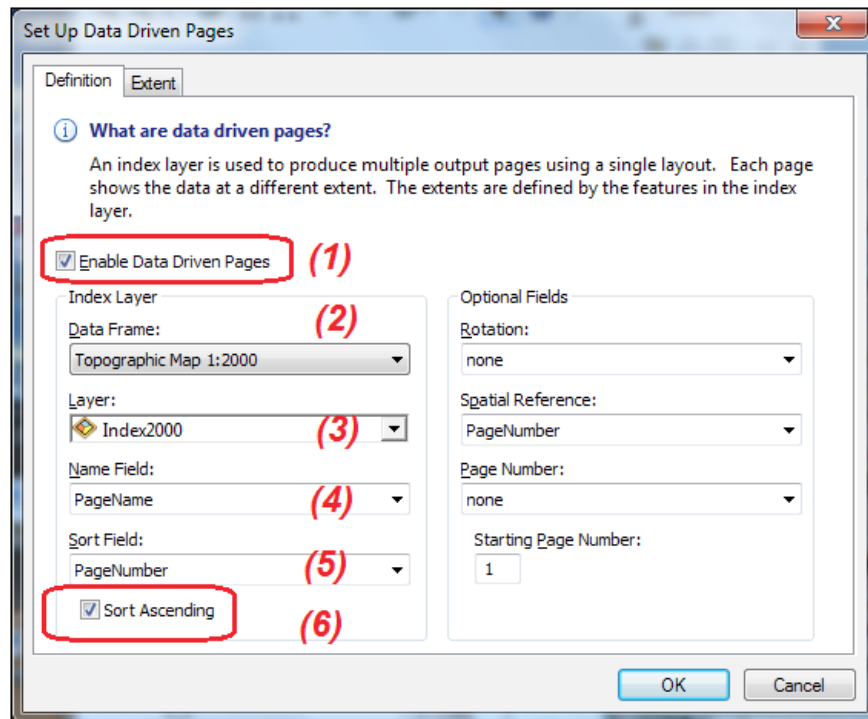 Set Up Data Driven Pages
Definition
Extent
What are data driven pages?
An index layer is used to produce multiple output pages using a single layout. Each page
shows the data at a different extent. The extents are defined by the features in the index
layer.
Enable Data Driven Pages
(1)
Index Layer
(2)
Data Frame:
Topographic Map 1:2000
Layer:
Index2000
(3)
Name Field:
PageName
(4)
Sort Field:
PageNumber
(5)
Sort Ascending
(6)
Optional Fields
Rotation:
none
Spatial Reference:
PageNumber
Page Number:
none
Starting Page Number:
1
OK
Cancel